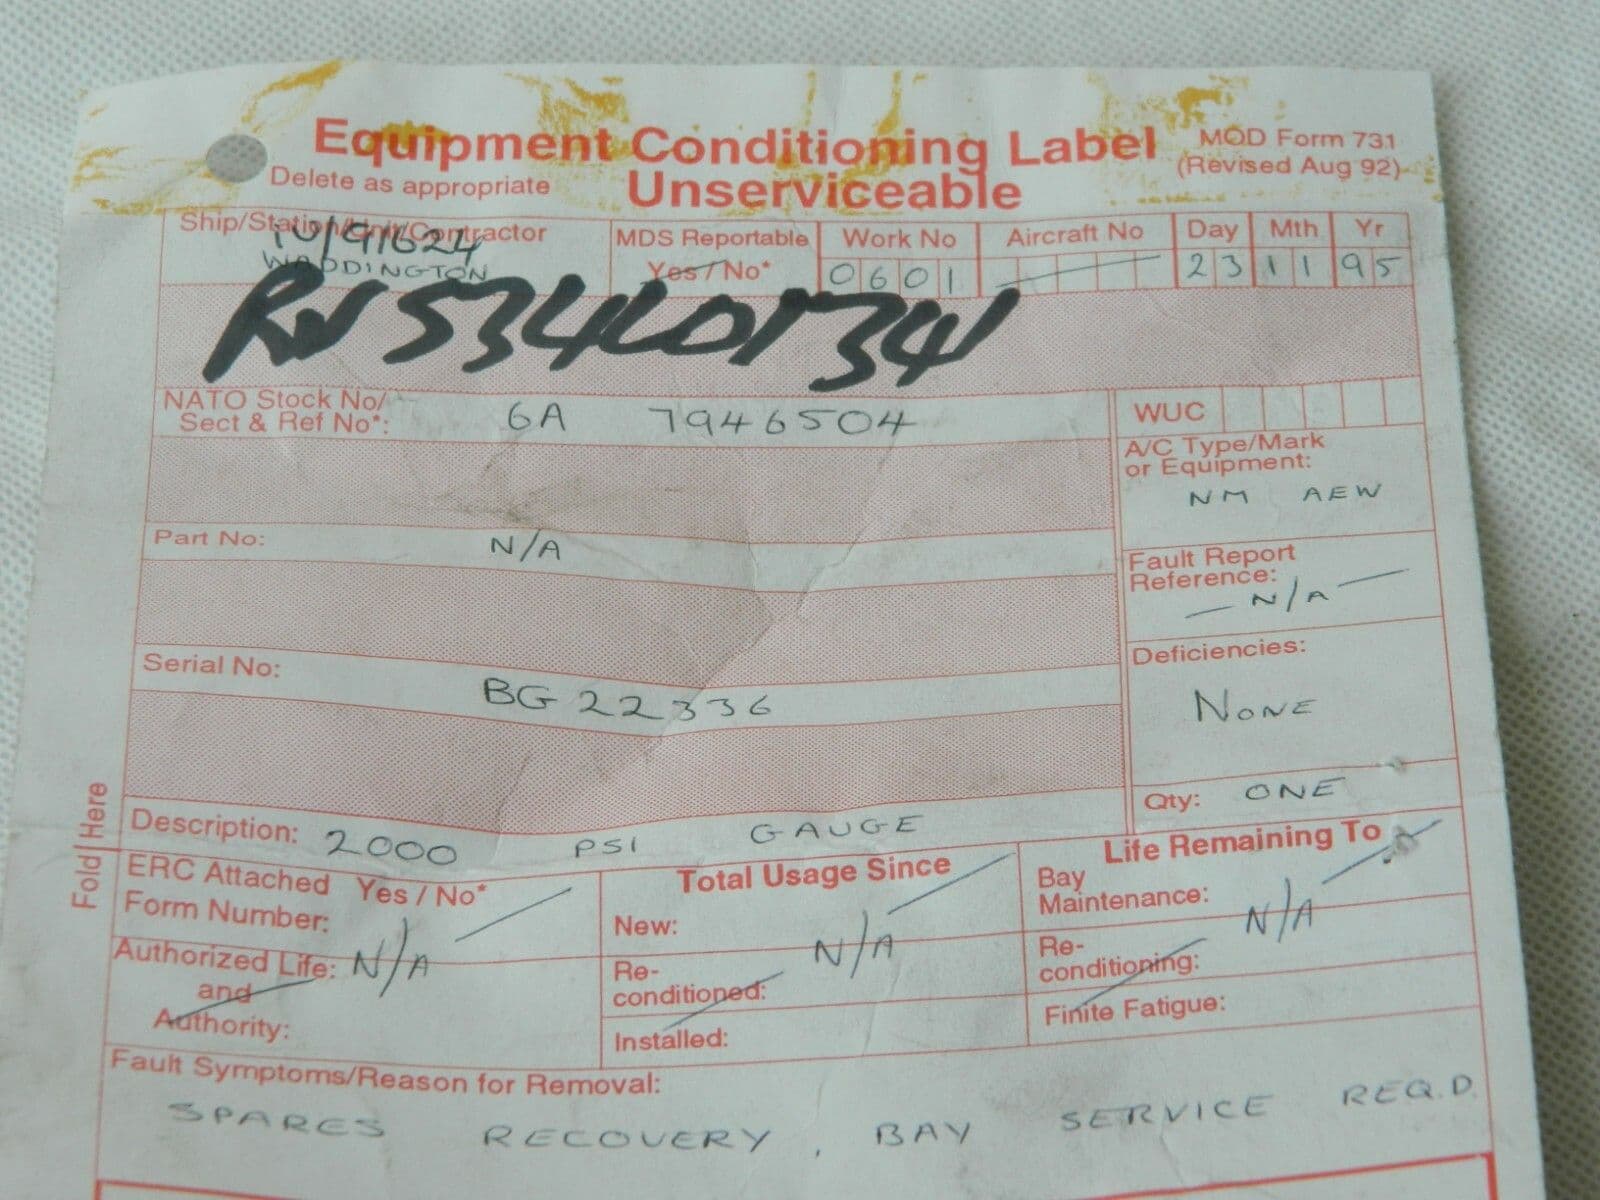 Equipment Conditioning Label
MOD Form 731
Delete as appropriate
Unserviceable
(Revised Aug 92)
Ship/Station/Unit/Contractor
WADDINGTON
MDS Reportable
Yes / No*
Work No
0601
Aircraft No
Day Mth Yr
23 11 95
NATO Stock No/
Sect & Ref No*:
6A 7946504
WUC
A/C Type/Mark
or Equipment:
NM AEW
Part No:
N/A
Fault Report
Reference:
N/A
Serial No:
BG 22336
Deficiencies:
NONE
Qty: ONE
Description: 2000 PSI GAUGE
Fold Here
ERC Attached Yes / No*
Form Number:
Authorized Life: N/A
and
Authority:
Total Usage Since
New:
N/A
Re-
conditioned:
Installed:
Life Remaining To
Bay
Maintenance:
N/A
Re-
conditioning:
Finite Fatigue:
Fault Symptoms/Reason for Removal:
SPARES RECOVERY, BAY SERVICE REQ.D